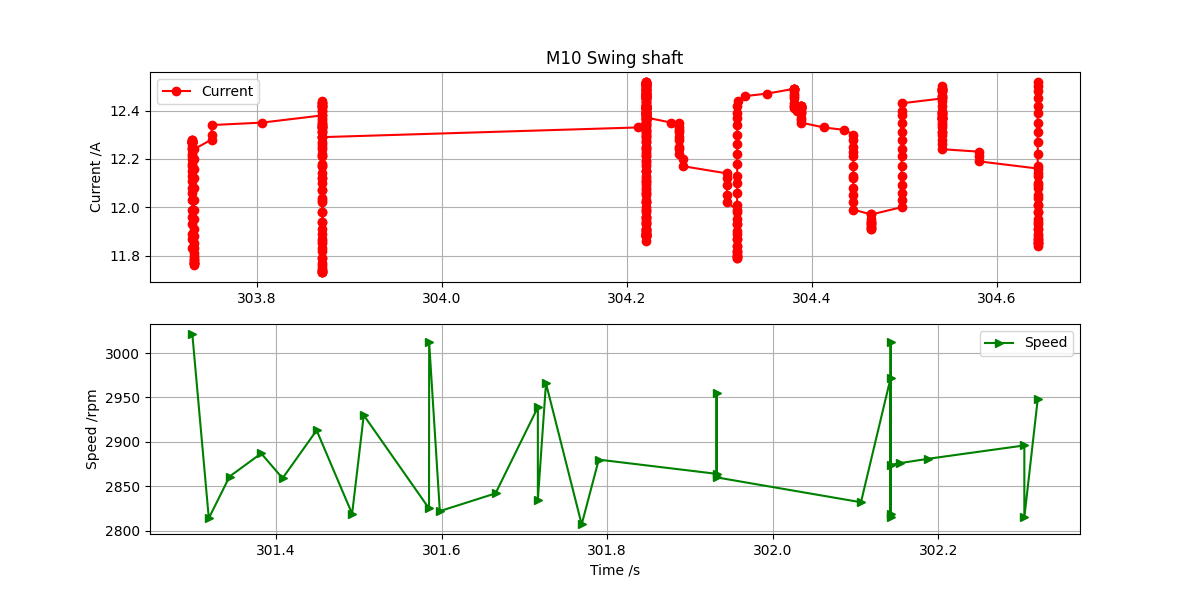 M10 Swing shaft
Current
Current /A
12.4
12.2
12.0
11.8
303.8 304.0 304.2 304.4 304.6
Speed
Speed /rpm
3000
2950
2900
2850
2800
301.4 301.6 301.8 302.0 302.2
Time /s